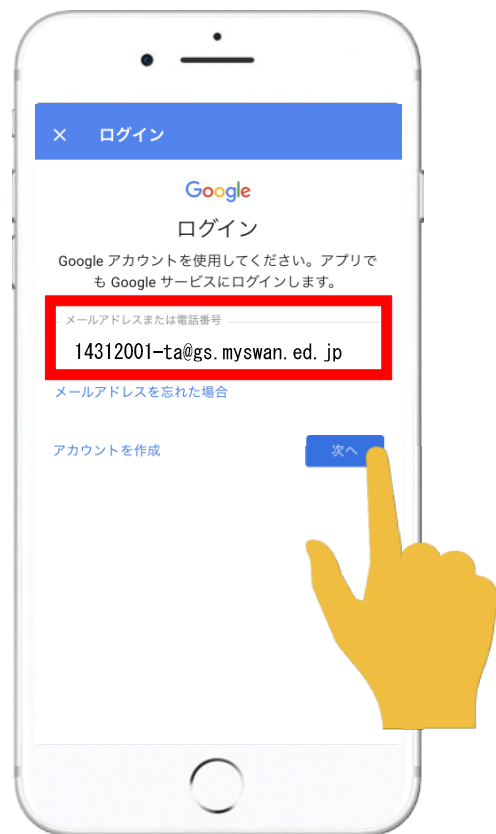 × ログイン
Google
ログイン
Google アカウントを使用してください。アプリで
も Google サービスにログインします。
メールアドレスまたは電話番号
14312001-ta@gs.myswan.ed.jp
メールアドレスを忘れた場合
アカウントを作成
次へ